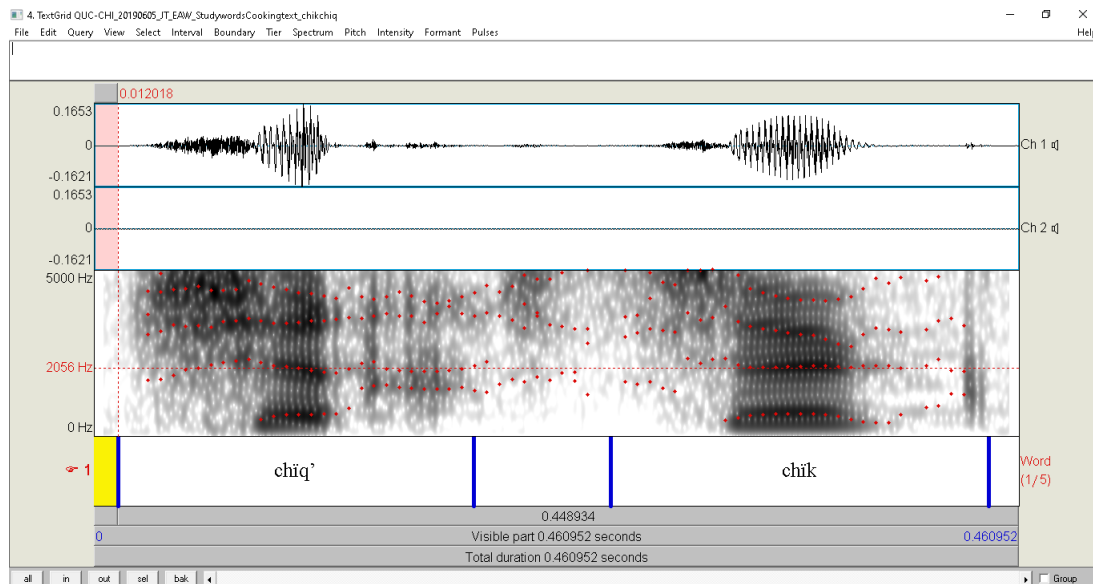 4. TextGrid QUC-CHI_20190605_JT_EAW_StudywordsCookingtext_chikchiq
File Edit Query View Select Interval Boundary Tier Spectrum Pitch Intensity Formant Pulses Help
0.012018
0.1653
0
-0.1621
Ch 1
0.1653
0
-0.1621
Ch 2
5000 Hz
2056 Hz
0 Hz
1 chïq’ chïk Word
(1/5)
0.448934
0 Visible part 0.460952 seconds 0.460952
Total duration 0.460952 seconds
all in out sel bak Group